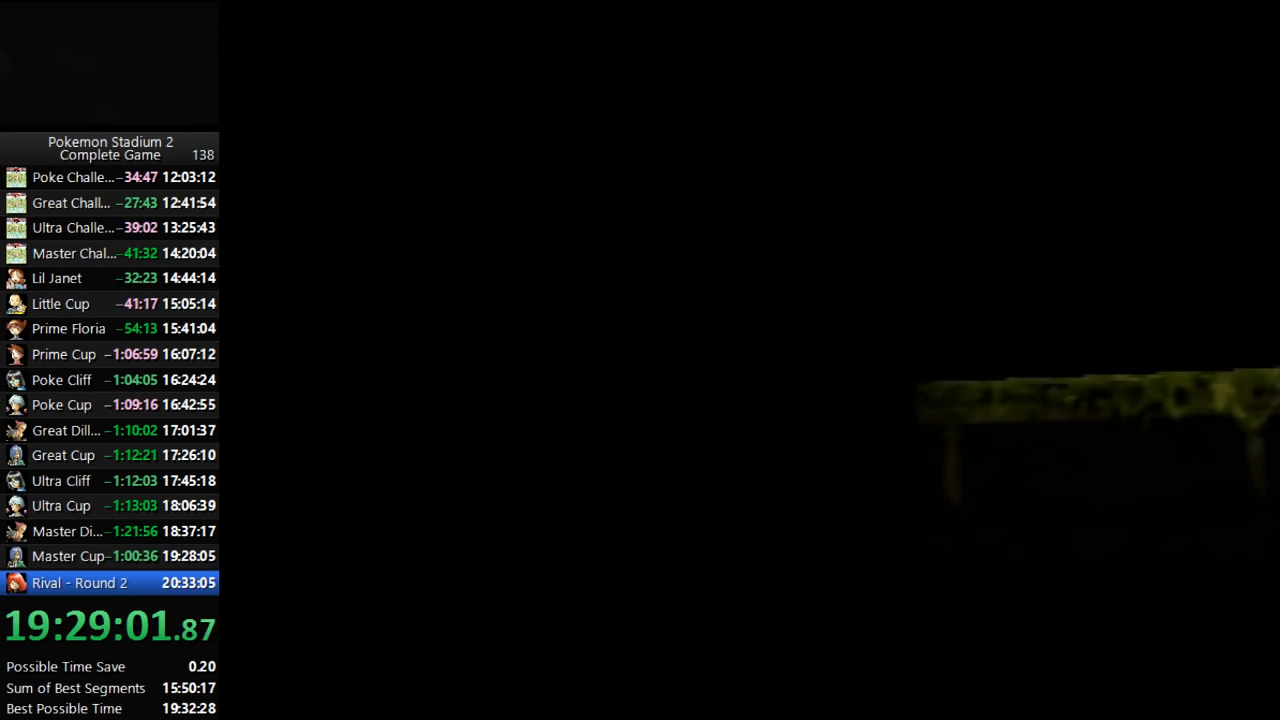 Pokemon Stadium 2
Complete Game 138
Poke Challe... −34:47 12:03:12
Great Chall... −27:43 12:41:54
Ultra Challe... −39:02 13:25:43
Master Chal... −41:32 14:20:04
Lil Janet −32:23 14:44:14
Little Cup −41:17 15:05:14
Prime Floria −54:13 15:41:04
Prime Cup −1:06:59 16:07:12
Poke Cliff −1:04:05 16:24:24
Poke Cup −1:09:16 16:42:55
Great Dill... −1:10:02 17:01:37
Great Cup −1:12:21 17:26:10
Ultra Cliff −1:12:03 17:45:18
Ultra Cup −1:13:03 18:06:39
Master Di... −1:21:56 18:37:17
Master Cup −1:00:36 19:28:05
Rival - Round 2 20:33:05
19:29:01.87
Possible Time Save 0.20
Sum of Best Segments 15:50:17
Best Possible Time 19:32:28